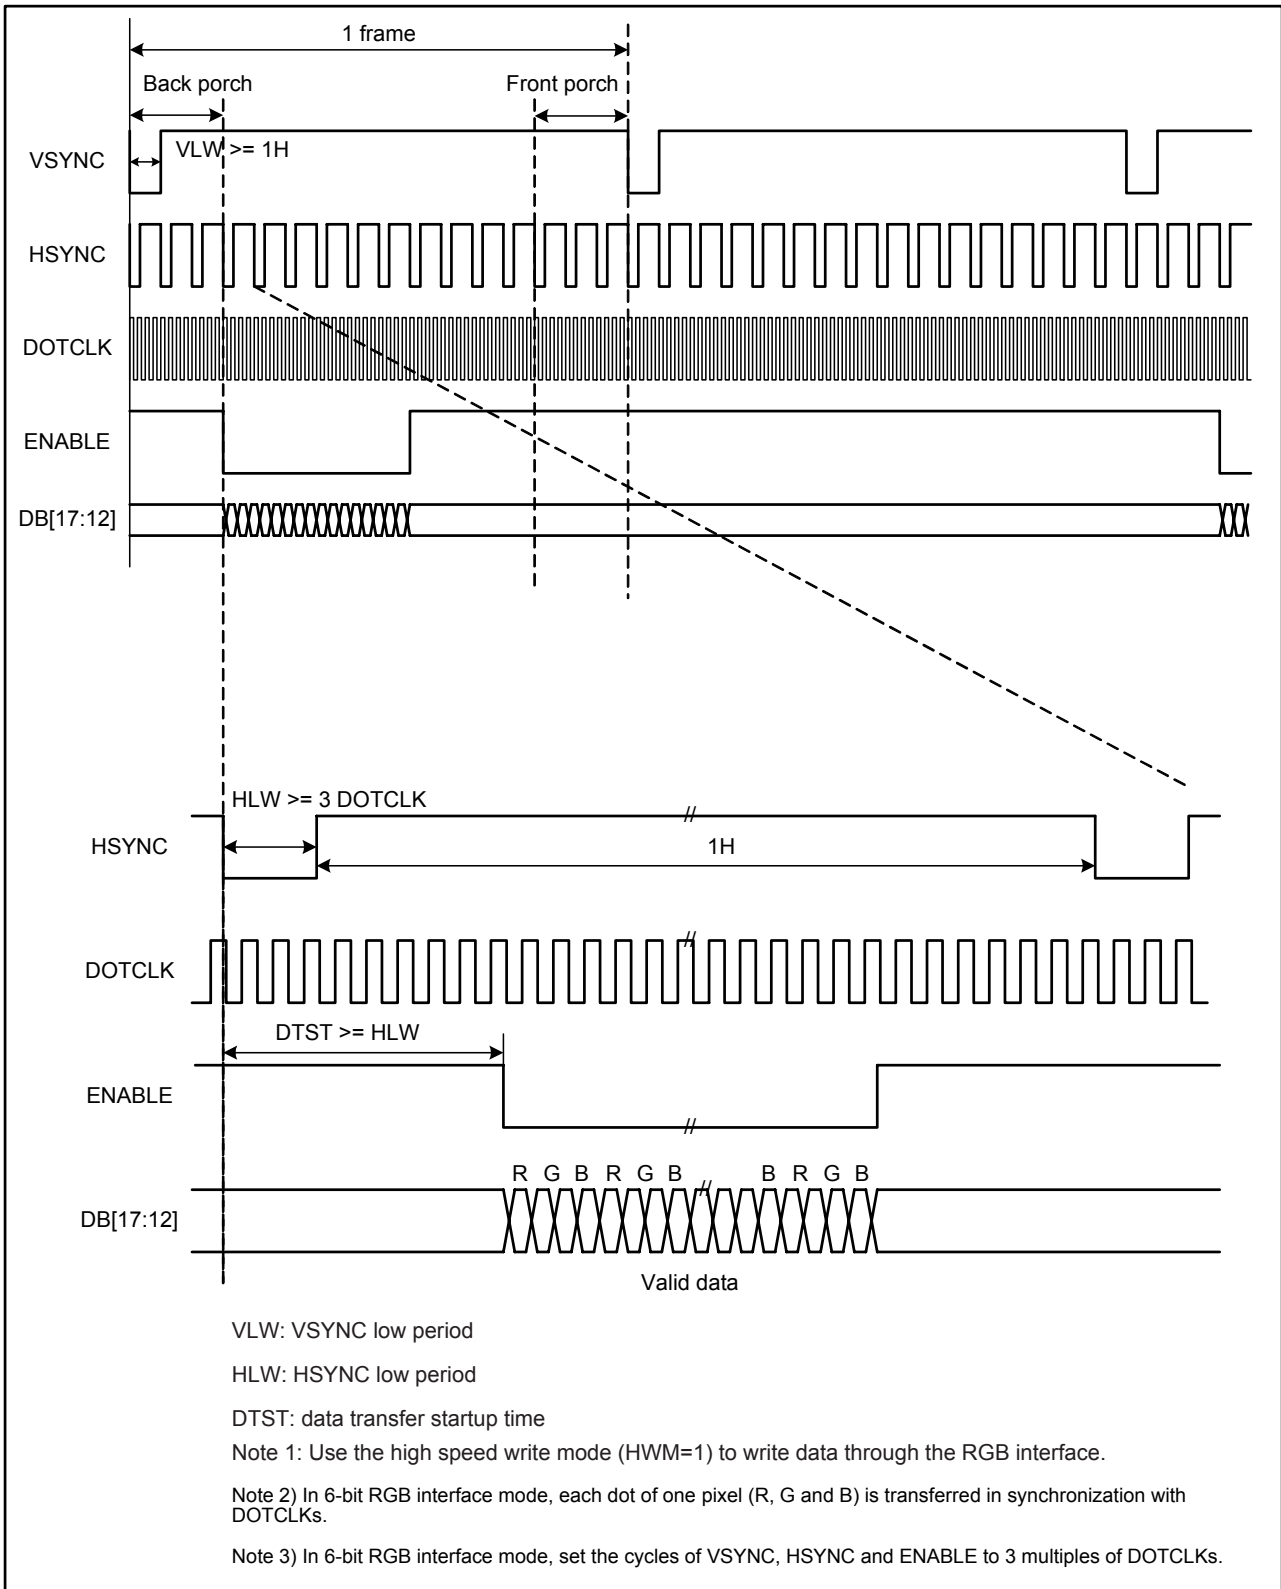 1 frame
Back porch
Front porch
VLW >= 1H
VSYNC
HSYNC
DOTCLK
ENABLE
DB[17:12]
HLW >= 3 DOTCLK
HSYNC
1H
DOTCLK
DTST >= HLW
ENABLE
R G B R G B B R G B
DB[17:12]
Valid data
VLW: VSYNC low period
HLW: HSYNC low period
DTST: data transfer startup time
Note 1: Use the high speed write mode (HWM=1) to write data through the RGB interface.
Note 2) In 6-bit RGB interface mode, each dot of one pixel (R, G and B) is transferred in synchronization with
DOTCLKs.
Note 3) In 6-bit RGB interface mode, set the cycles of VSYNC, HSYNC and ENABLE to 3 multiples of DOTCLKs.